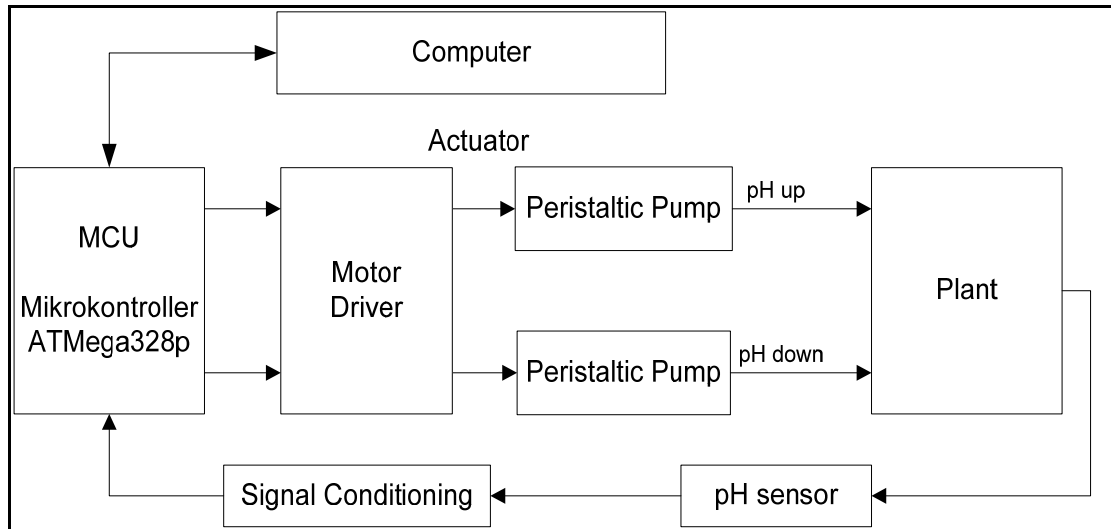 Computer
Actuator
MCU
Mikrokontroller
ATMega328p
Motor
Driver
Peristaltic Pump
pH up
Plant
Peristaltic Pump
pH down
Signal Conditioning
pH sensor